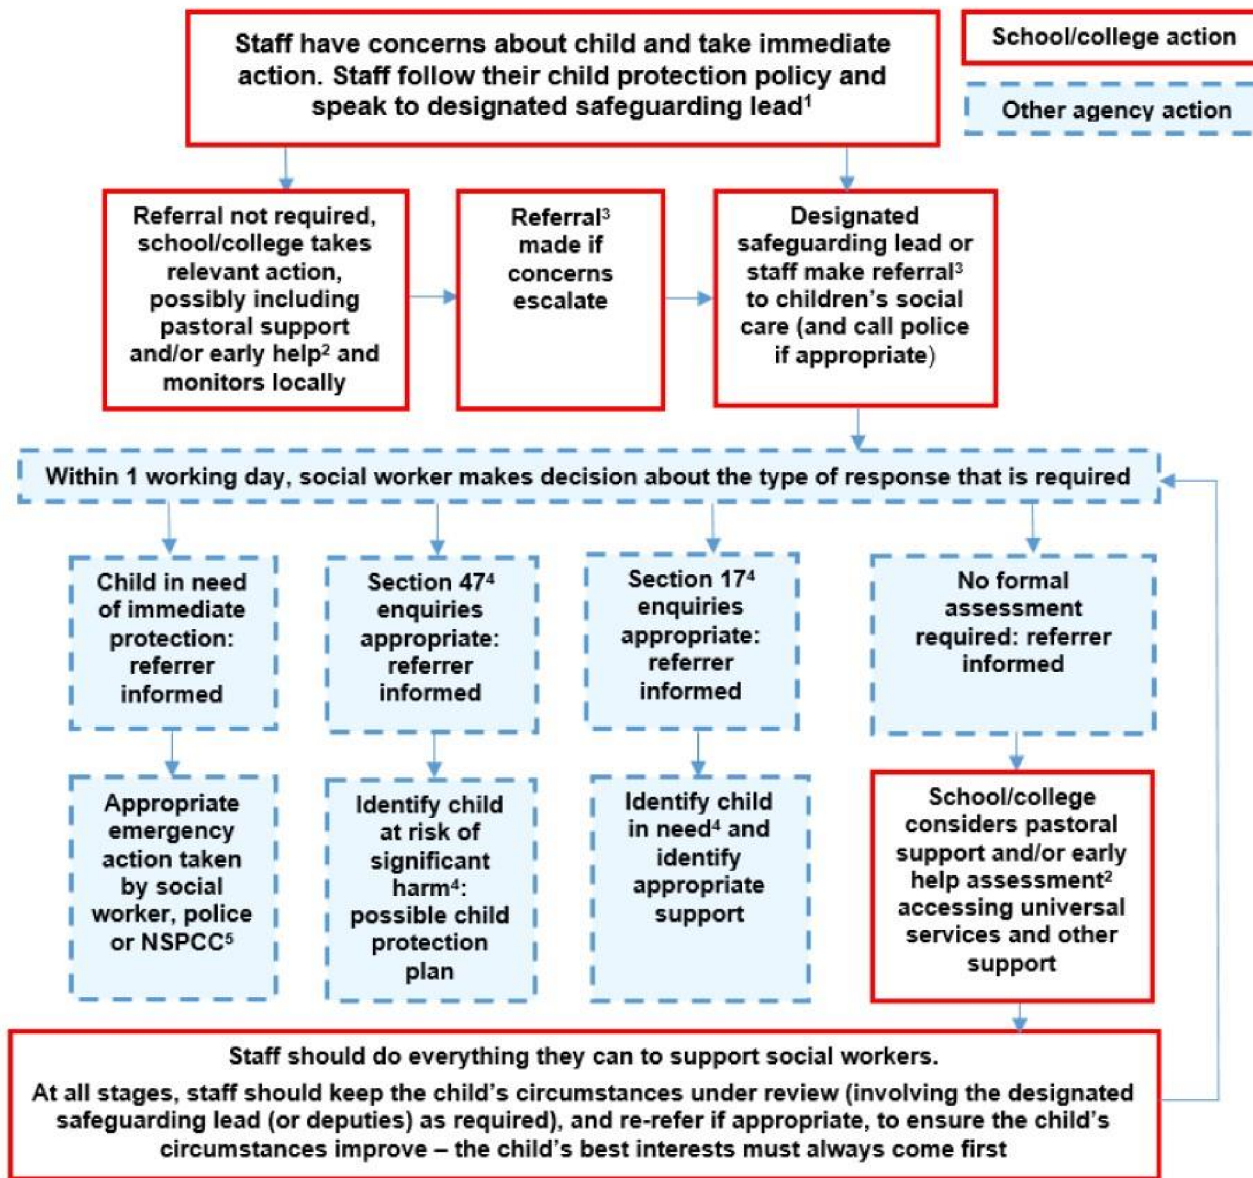 Staff have concerns about child and take immediate
action. Staff follow their child protection policy and
speak to designated safeguarding lead¹
School/college action
Other agency action
Referral not required,
school/college takes
relevant action,
possibly including
pastoral support
and/or early help² and
monitors locally
Referral³
made if
concerns
escalate
Designated
safeguarding lead or
staff make referral³
to children's social
care (and call police
if appropriate)
Within 1 working day, social worker makes decision about the type of response that is required
Child in need
of immediate
protection:
referrer
informed
Section 47⁴
enquiries
appropriate:
referrer
informed
Section 17⁴
enquiries
appropriate:
referrer
informed
No formal
assessment
required: referrer
informed
Appropriate
emergency
action taken
by social
worker, police
or NSPCC⁵
Identify child
at risk of
significant
harm⁴:
possible child
protection
plan
Identify child
in need⁴ and
identify
appropriate
support
School/college
considers pastoral
support and/or early
help assessment²
accessing universal
services and other
support
Staff should do everything they can to support social workers.
At all stages, staff should keep the child's circumstances under review (involving the designated
safeguarding lead (or deputies) as required), and re-refer if appropriate, to ensure the child's
circumstances improve – the child's best interests must always come first